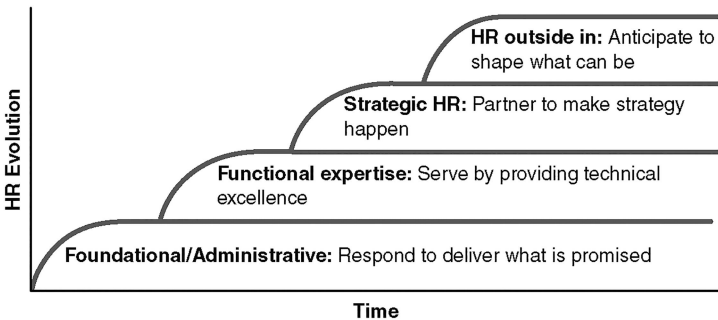 HR outside in: Anticipate to
shape what can be
Strategic HR: Partner to make strategy
happen
Functional expertise: Serve by providing technical
excellence
Foundational/Administrative: Respond to deliver what is promised
HR Evolution
Time